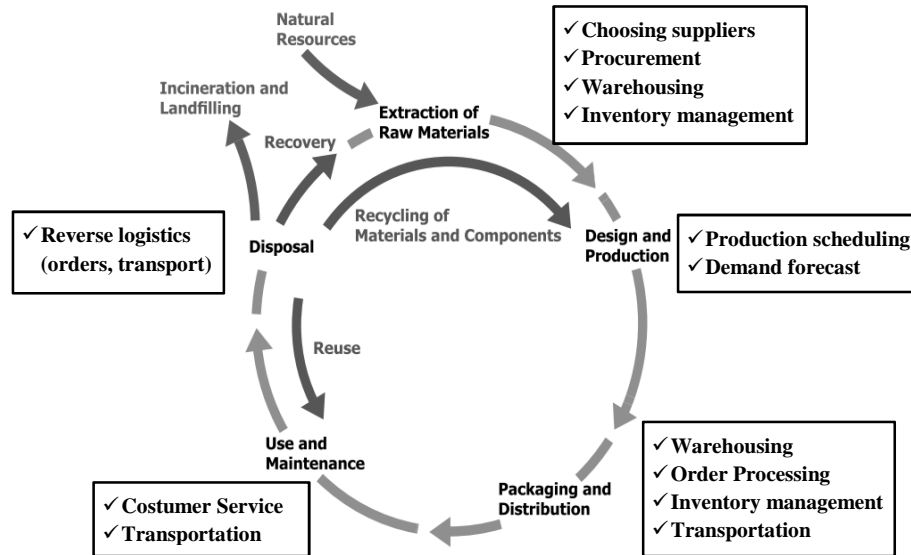 Natural
Resources
Incineration and
Landfilling
Recovery
Extraction of
Raw Materials
✓ Choosing suppliers
✓ Procurement
✓ Warehousing
✓ Inventory management
Recycling of
Materials and Components
✓ Reverse logistics
(orders, transport)
Disposal
Design and
Production
✓ Production scheduling
✓ Demand forecast
Reuse
Use and
Maintenance
Packaging and
Distribution
✓ Warehousing
✓ Order Processing
✓ Inventory management
✓ Transportation
✓ Costumer Service
✓ Transportation